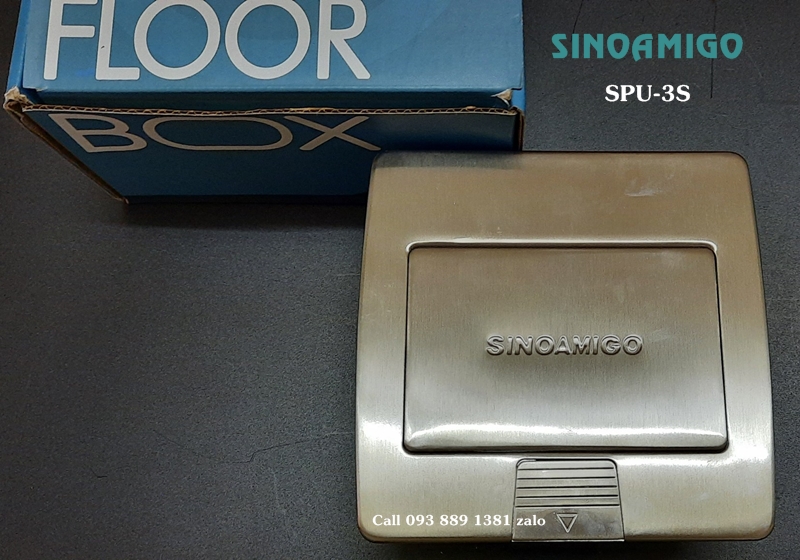 FLOOR
BOX
SINOAMIGO
SPU-3S
SINOAMIGO
Call 093 889 1381 zalo